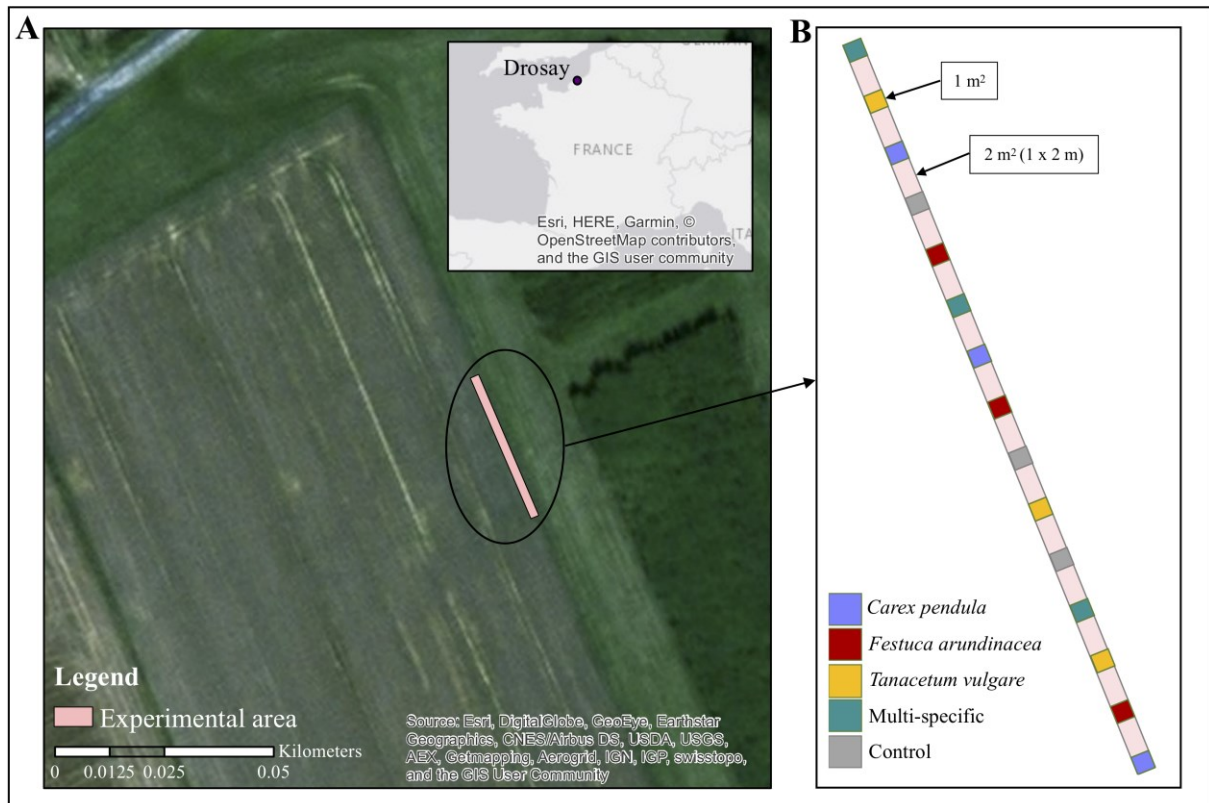 A
Drosay
GERMAN
FRANCE
ITA
Esri, HERE, Garmin, ©
OpenStreetMap contributors,
and the GIS user community
Legend
Experimental area
Kilometers
0 0.0125 0.025 0.05
Source: Esri, DigitalGlobe, GeoEye, Earthstar
Geographics, CNES/Airbus DS, USDA, USGS,
AEX, Getmapping, Aerogrid, IGN, IGP, swisstopo,
and the GIS User Community
B
1 m²
2 m² (1 x 2 m)
Carex pendula
Festuca arundinacea
Tanacetum vulgare
Multi-specific
Control